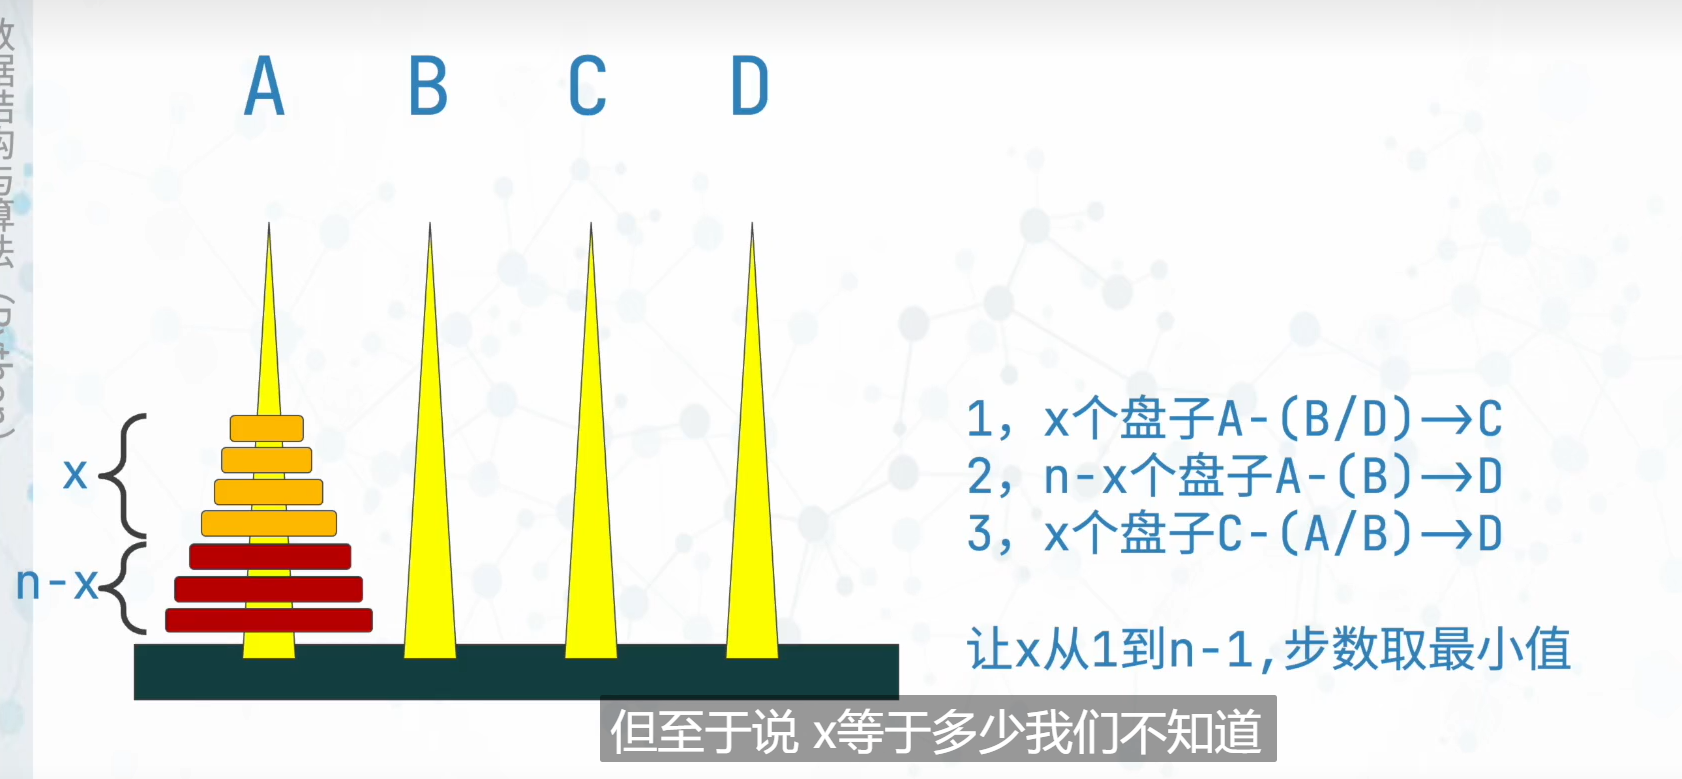 数据结构与算法（Python）
A B C D
x
n-x
1, x个盘子A-(B/D)→C
2, n-x个盘子A-(B)→D
3, x个盘子C-(A/B)→D
让x从1到n-1,步数取最小值
但至于说 x等于多少我们不知道